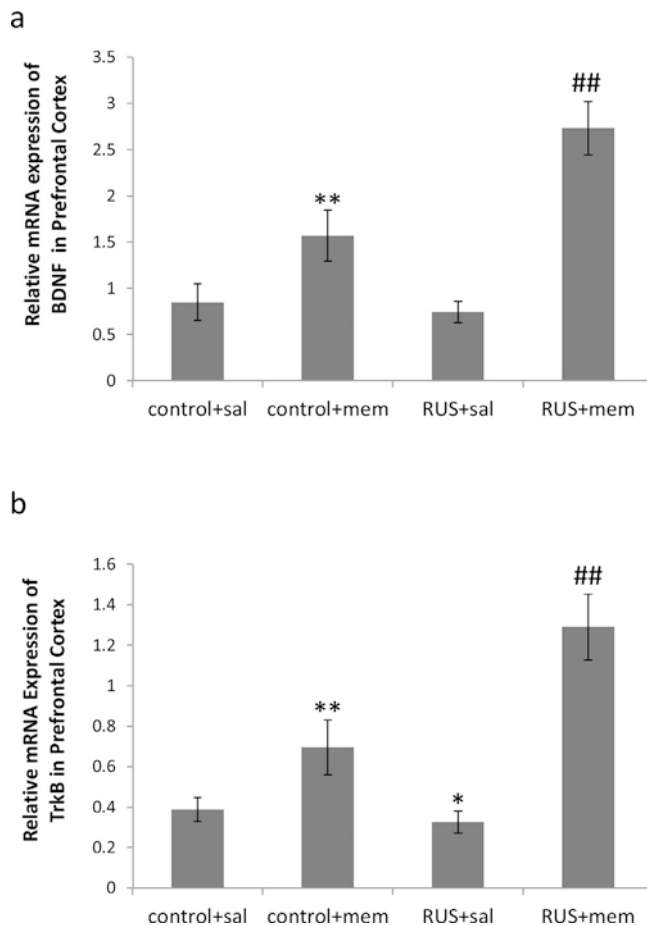 a
Relative mRNA expression of
BDNF in Prefrontal Cortex
3.5
3
2.5
2
1.5
1
0.5
0
**
##
control+sal control+mem RUS+sal RUS+mem
b
Relative mRNA Expression of
TrkB in Prefrontal Cortex
1.6
1.4
1.2
1
0.8
0.6
0.4
0.2
0
**
*
##
control+sal control+mem RUS+sal RUS+mem